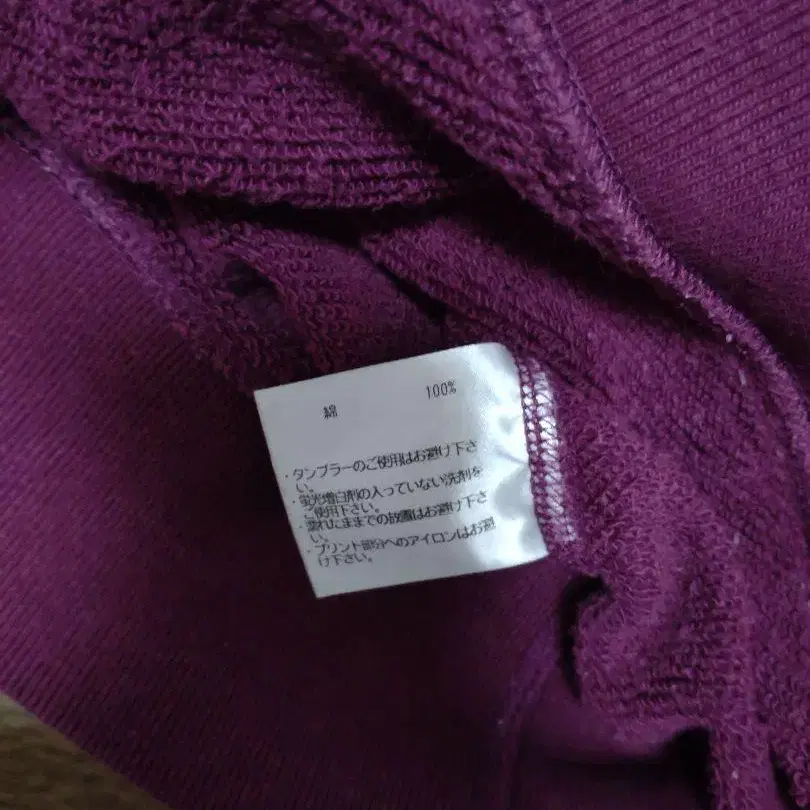 綿 100%
・タンブラーのご使用はお避け下さ
い。
・蛍光増白剤の入っていない洗剤を
ご使用下さい。
・濡れたままでの放置はお避け下さ
い。
・プリント部分へのアイロンはお避
け下さい。